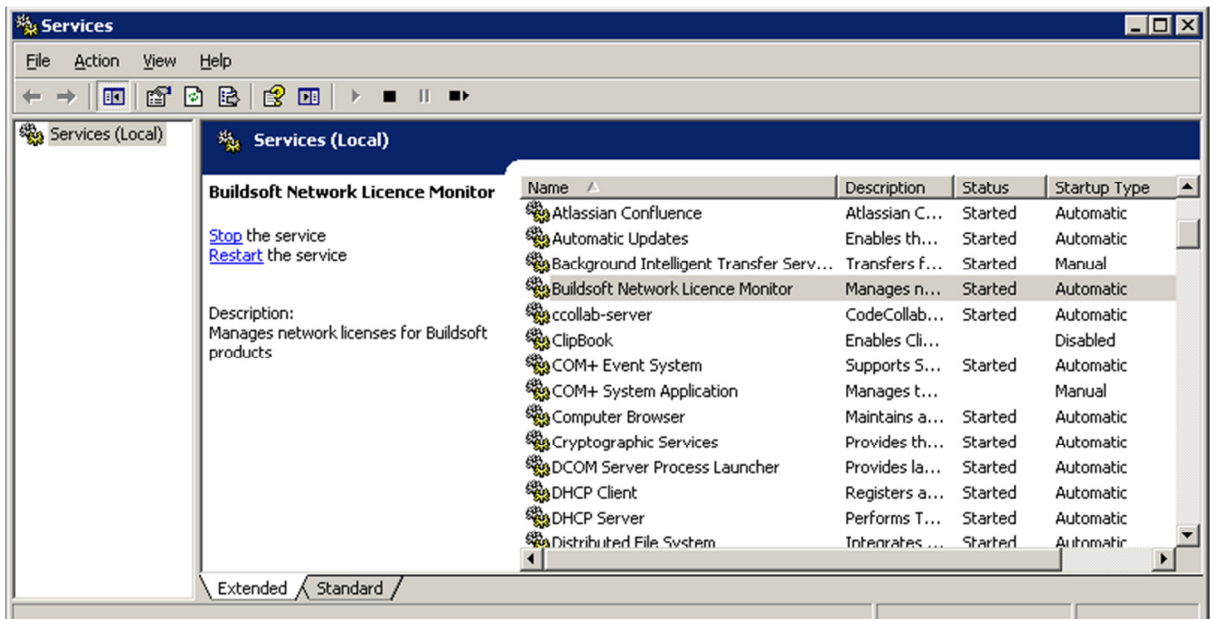 Services
File Action View Help
Services (Local)
Services (Local)
Buildsoft Network Licence Monitor
Stop the service
Restart the service
Description:
Manages network licenses for Buildsoft
products
Name Description Status Startup Type
Atlassian Confluence Atlassian C... Started Automatic
Automatic Updates Enables th... Started Automatic
Background Intelligent Transfer Serv... Transfers f... Started Manual
Buildsoft Network Licence Monitor Manages n... Started Automatic
ccollab-server CodeCollab... Started Automatic
ClipBook Enables Cli... Disabled
COM+ Event System Supports S... Started Automatic
COM+ System Application Manages t... Manual
Computer Browser Maintains a... Started Automatic
Cryptographic Services Provides th... Started Automatic
DCOM Server Process Launcher Provides la... Started Automatic
DHCP Client Registers a... Started Automatic
DHCP Server Performs T... Started Automatic
Distributed File System Integrates ... Started Automatic
Extended Standard